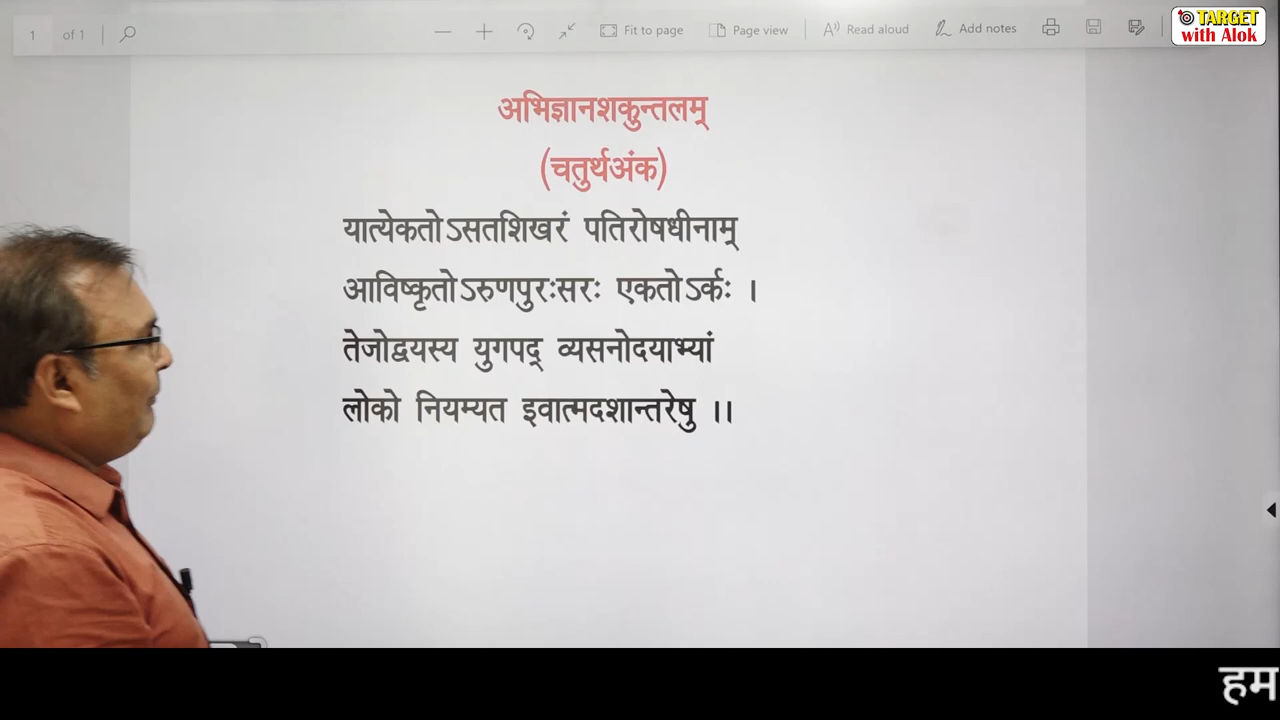 1 of 1 Fit to page Page view Read aloud Add notes
TARGET
with Alok
अभिज्ञानशकुन्तलम्
(चतुर्थअंक)
यात्येकतोऽसतशिखरं पतिरोषधीनाम्
आविष्कृतोऽरुणपुरःसरः एकतोऽर्कः ।
तेजोद्वयस्य युगपद् व्यसनोदयाभ्यां
लोको नियम्यत इवात्मदशान्तरेषु ।।
हम